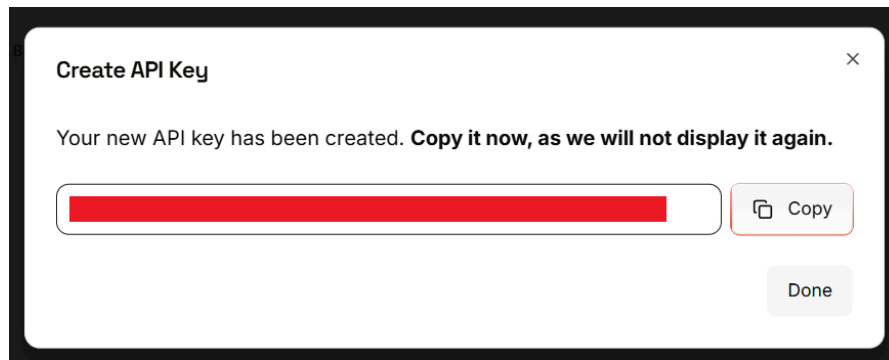 Create API Key
Your new API key has been created. Copy it now, as we will not display it again.
Copy
Done